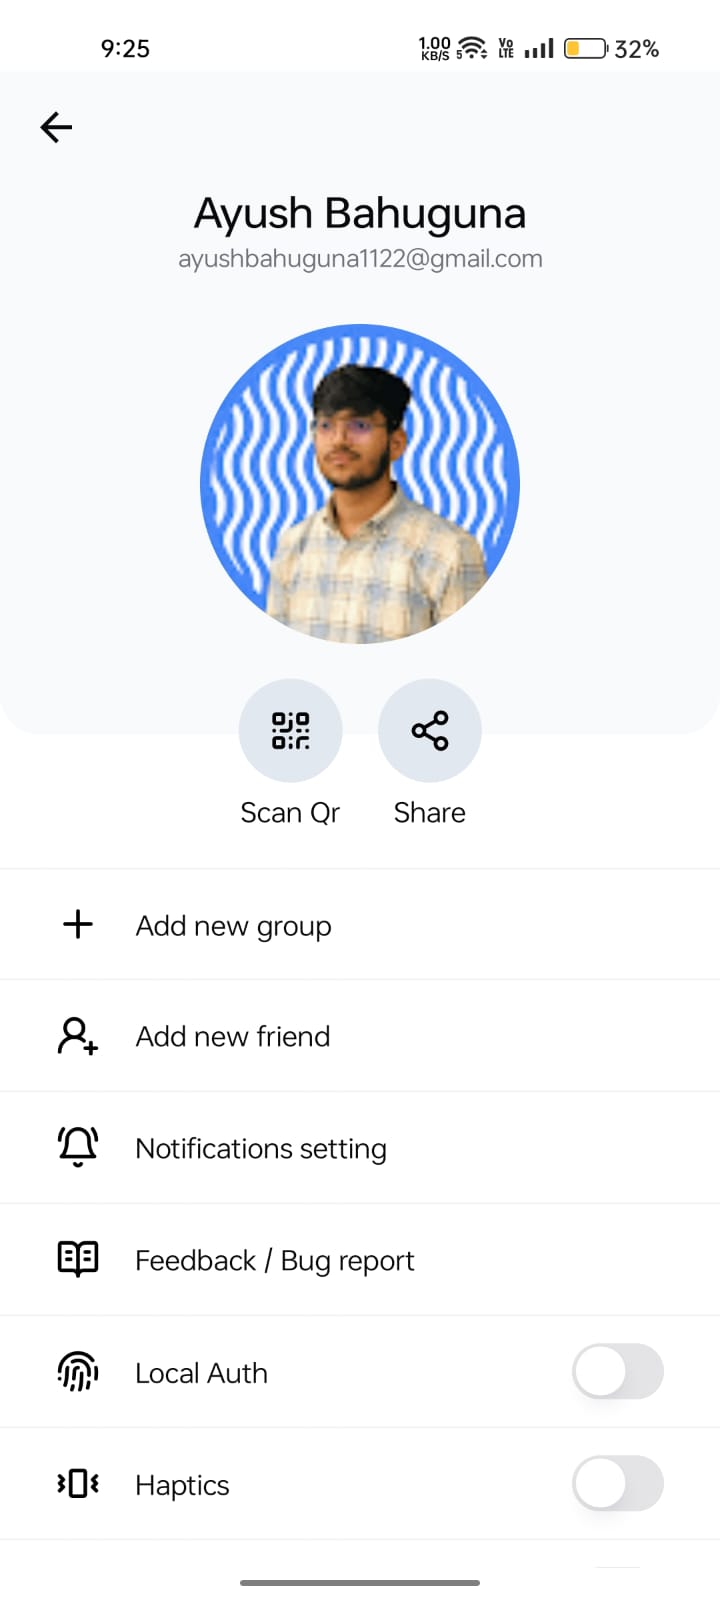 9:25
1.00
KB/S
5
Vo
LTE
32%
Ayush Bahuguna
ayushbahuguna1122@gmail.com
Scan Qr
Share
Add new group
Add new friend
Notifications setting
Feedback / Bug report
Local Auth
Haptics